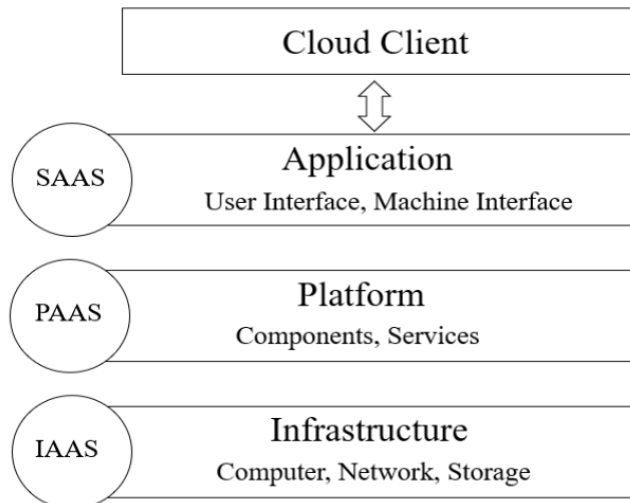 Cloud Client
SAAS
Application
User Interface, Machine Interface
PAAS
Platform
Components, Services
IAAS
Infrastructure
Computer, Network, Storage